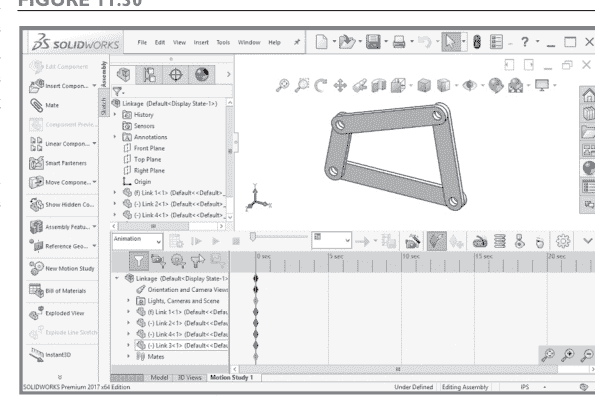 FIGURE 11.30
SOLIDWORKS
File Edit View Insert Tools Window Help
Edit Component
Insert Compon...
Mate
Component Previe...
Linear Compon...
Smart Fasteners
Move Compone...
Show Hidden Co...
Assembly Featu...
Reference Geo...
New Motion Study
Bill of Materials
Exploded View
Explode Line Sketch
Instant3D
Assembly
Sketch
Linkage (Default<Display State-1>)
History
Sensors
Annotations
Front Plane
Top Plane
Right Plane
Origin
(f) Link 1<1> (Default<<Default>_
(-) Link 2<1> (Default<<Default>_
(-) Link 4<1> (Default<<Default>_
Animation
0 sec 5 sec 10 sec 15 sec 20 sec
Linkage (Default<Display State-1>
Orientation and Camera Views
Lights, Cameras and Scene
(f) Link 1<1> (Default<<Defau
(-) Link 2<1> (Default<<Defau
(-) Link 4<1> (Default<<Defau
(-) Link 3<1> (Default<<Defau
Mates
Model 3D Views Motion Study 1
SOLIDWORKS Premium 2017 x64 Edition Under Defined Editing Assembly IPS